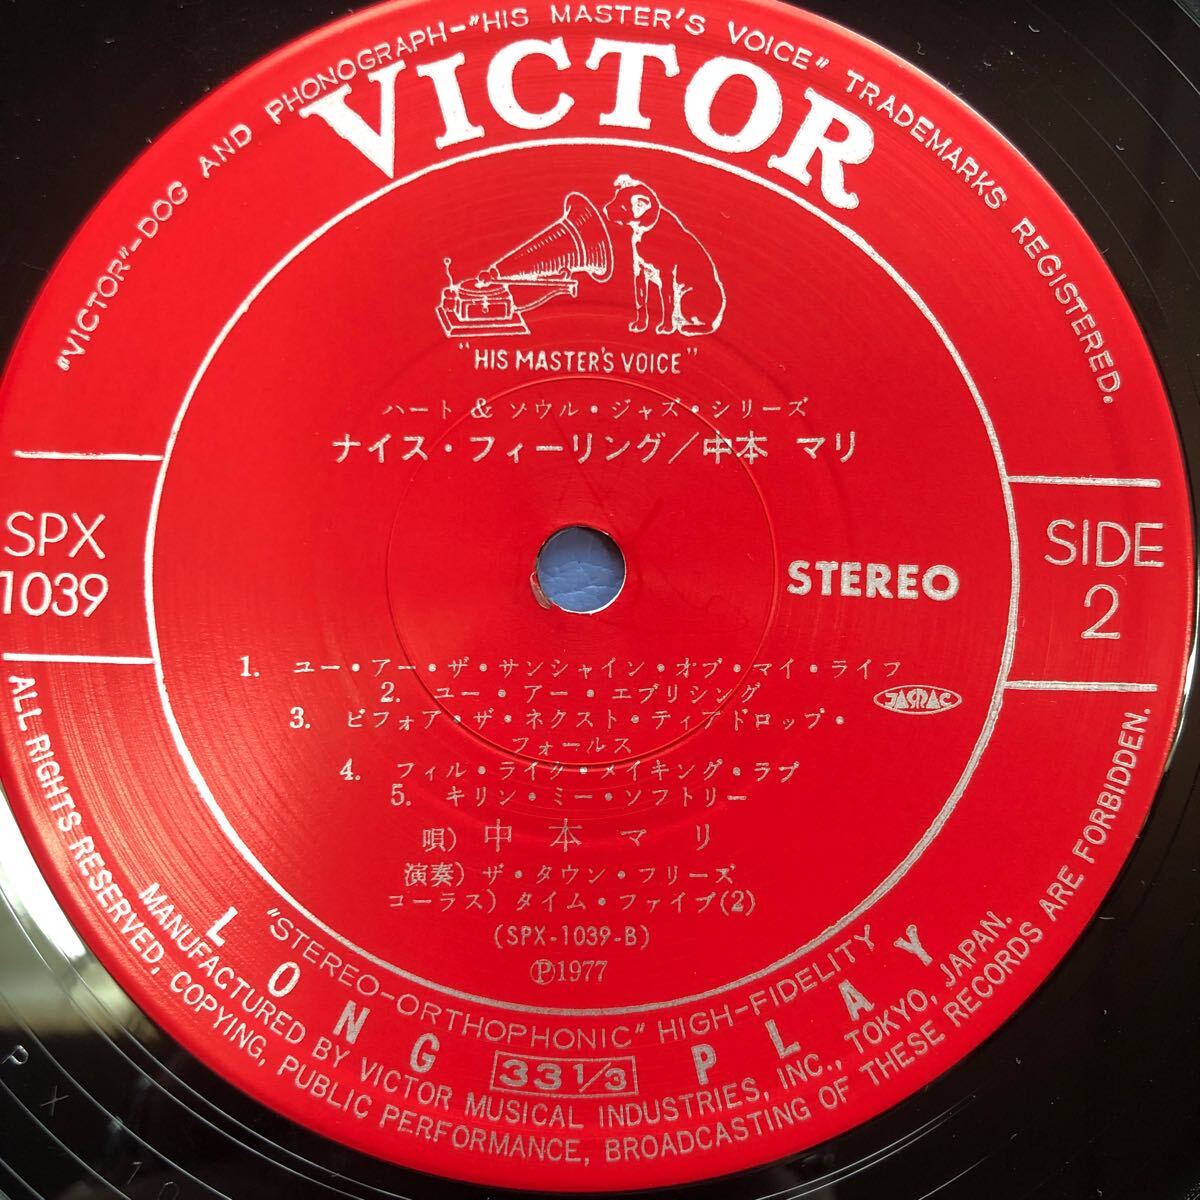 "VICTOR"–DOG AND PHONOGRAPH–"HIS MASTER'S VOICE" TRADEMARKS REGISTERED.
VICTOR
"HIS MASTER'S VOICE"
ハート & ソウル・ジャズ・シリーズ
ナイス・フィーリング/中本 マリ
SPX
1039
SIDE
2
STEREO
1. ユー・アー・ザ・サンシャイン・オブ・マイ・ライフ
2. ユー・アー・エブリシング
JASRAC
3. ビフォア・ザ・ネクスト・ティアドロップ・
フォールス
4. フィル・ライク・メイキング・ラブ
5. キリン・ミー・ソフトリー
唄) 中本マリ
演奏) ザ・タウン・フリーズ
コーラス) タイム・ファイブ(2)
(SPX-1039-B)
Ⓟ1977
"STEREO-ORTHOPHONIC" HIGH-FIDELITY
LONG 33 1/3 PLAY
MANUFACTURED BY VICTOR MUSICAL INDUSTRIES, INC., TOKYO, JAPAN.
ALL RIGHTS RESERVED, COPYING, PUBLIC PERFORMANCE, BROADCASTING OF THESE RECORDS ARE FORBIDDEN.
P X 10